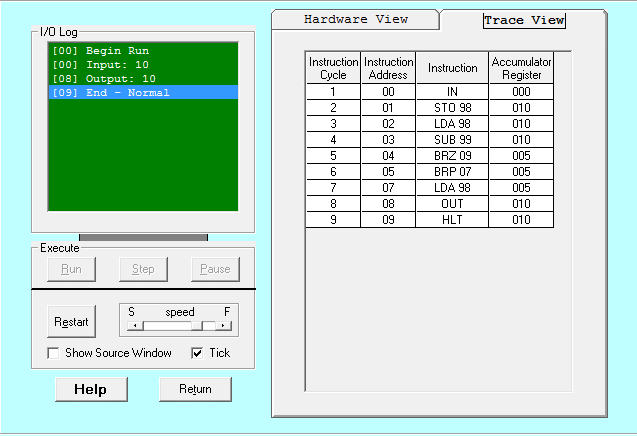 I/O Log
[00] Begin Run
[00] Input: 10
[08] Output: 10
[09] End - Normal
Execute
Run Step Pause
Restart
S speed F
Show Source Window Tick
Help Return
Hardware View Trace View
Instruction Cycle Instruction Address Instruction Accumulator Register
1 00 IN 000
2 01 STO 98 010
3 02 LDA 98 010
4 03 SUB 99 010
5 04 BRZ 09 005
6 05 BRP 07 005
7 07 LDA 98 005
8 08 OUT 010
9 09 HLT 010